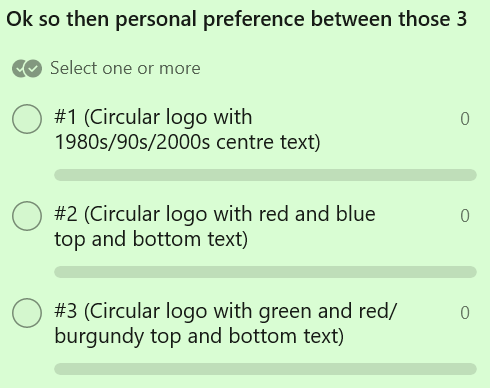 Ok so then personal preference between those 3
Select one or more
#1 (Circular logo with
1980s/90s/2000s centre text)
0
#2 (Circular logo with red and blue
top and bottom text)
0
#3 (Circular logo with green and red/
burgundy top and bottom text)
0